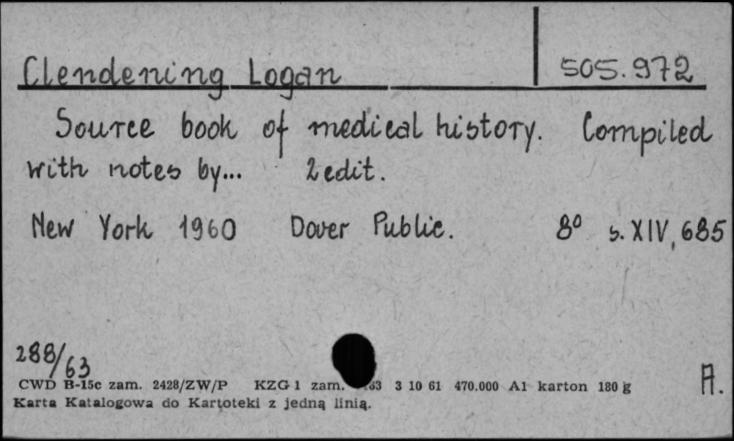 Clendening Logan 505.972
Source book of medical history. Compiled
with notes by... 2 edit.
New York 1960 Dover Public. 8° s. XIV, 685
288/63
CWD B-15c zam. 2428/ZW/P KZG 1 zam. 63 3 10 61 470.000 A1 karton 180 g
A.
Karta Katalogowa do Kartoteki z jedną linią.